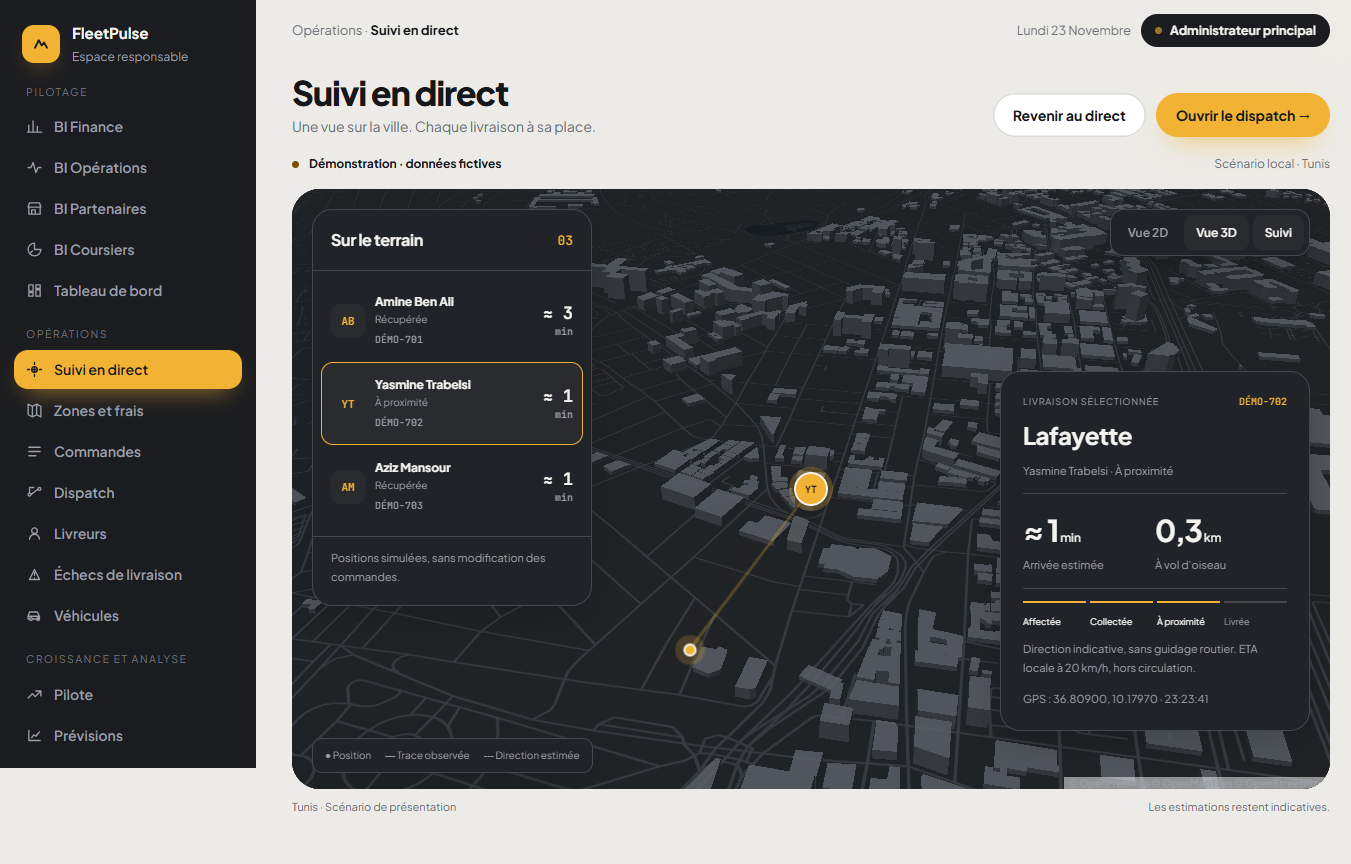 FleetPulse
Espace responsable
PILOTAGE
BI Finance
BI Opérations
BI Partenaires
BI Coursiers
Tableau de bord
OPÉRATIONS
Suivi en direct
Zones et frais
Commandes
Dispatch
Livreurs
Échecs de livraison
Véhicules
CROISSANCE ET ANALYSE
Pilote
Prévisions
Opérations · Suivi en direct
Lundi 23 Novembre
Administrateur principal
Suivi en direct
Une vue sur la ville. Chaque livraison à sa place.
Revenir au direct
Ouvrir le dispatch →
Démonstration · données fictives
Scénario local · Tunis
Sur le terrain
03
AB
Amine Ben Ali
Récupérée
DÉMO-701
≈ 3
min
YT
Yasmine Trabelsi
À proximité
DÉMO-702
≈ 1
min
AM
Aziz Mansour
Récupérée
DÉMO-703
≈ 1
min
Positions simulées, sans modification des
commandes.
Vue 2D
Vue 3D
Suivi
YT
LIVRAISON SÉLECTIONNÉE
DÉMO-702
Lafayette
Yasmine Trabelsi · À proximité
≈ 1 min
Arrivée estimée
0,3 km
À vol d'oiseau
Affectée
Collectée
À proximité
Livrée
Direction indicative, sans guidage routier. ETA
locale à 20 km/h, hors circulation.
GPS : 36.80900, 10.17970 · 23:23:41
Position
Trace observée
Direction estimée
Tunis · Scénario de présentation
Les estimations restent indicatives.